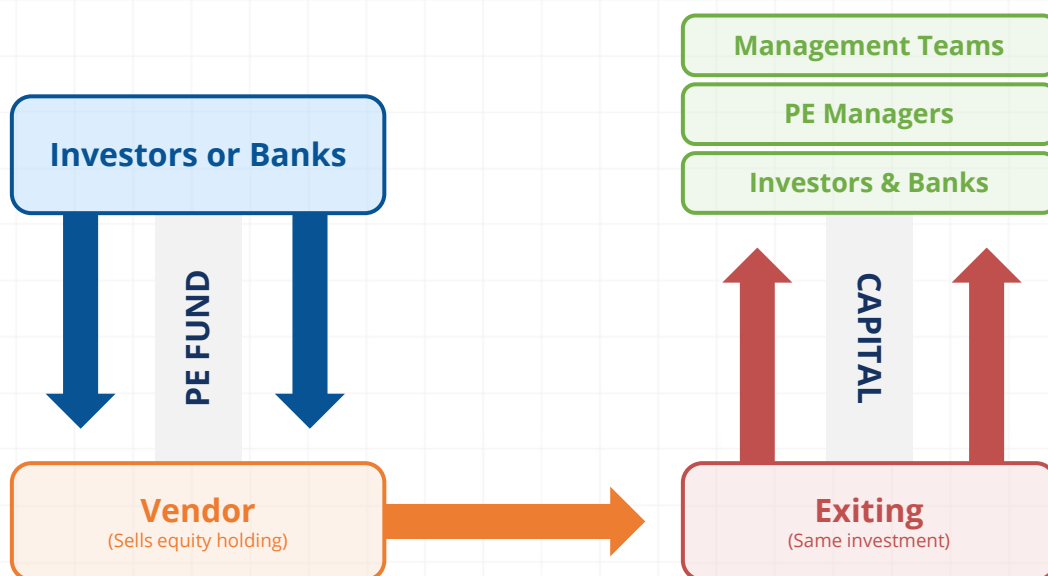 Investors or Banks
PE FUND
Vendor
(Sells equity holding)
Management Teams
PE Managers
Investors & Banks
CAPITAL
Exiting
(Same investment)